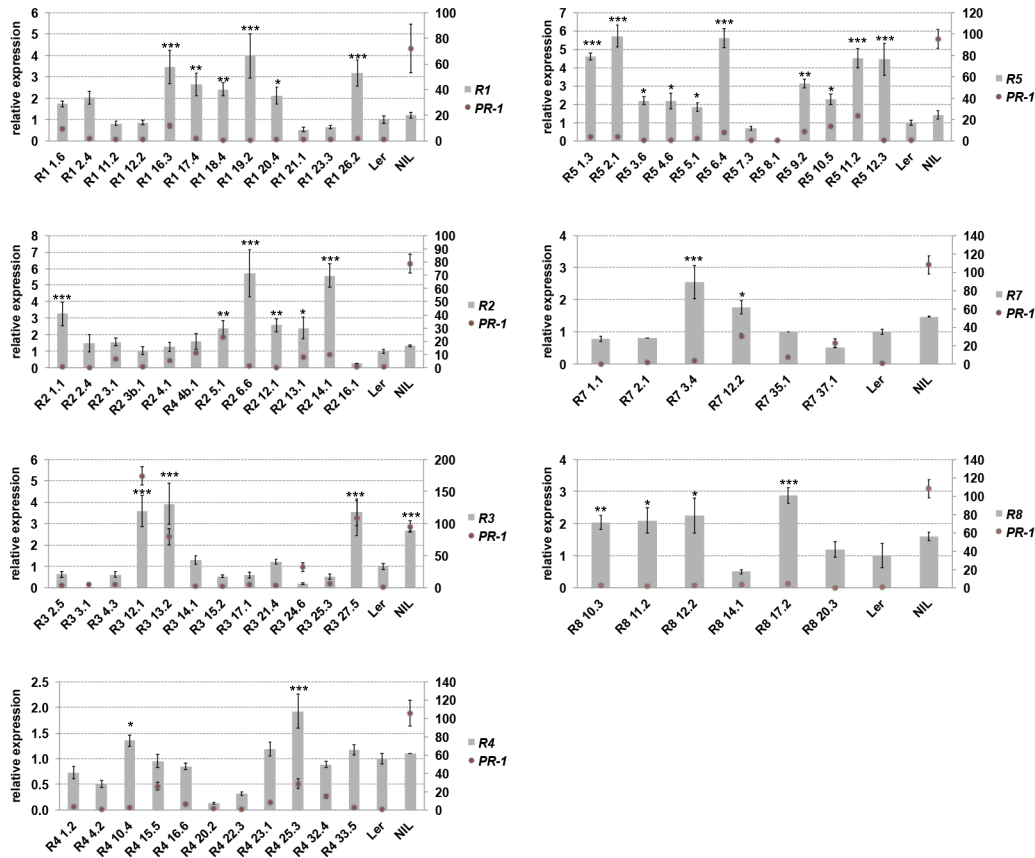 relative expression
6 5 4 3 2 1 0
100 80 60 40 20 0
*** ** ** *** * ***
R1
PR-1
R1 1.6 R1 2.4 R1 11.2 R1 12.2 R1 16.3 R1 17.4 R1 18.4 R1 19.2 R1 20.4 R1 21.1 R1 23.3 R1 26.2 Ler NIL
relative expression
7 6 5 4 3 2 1 0
120 100 80 60 40 20 0
*** *** * * * *** ** * *** ***
R5
PR-1
R5 1.3 R5 2.1 R5 3.6 R5 4.6 R5 5.1 R5 6.4 R5 7.3 R5 8.1 R5 9.2 R5 10.5 R5 11.2 R5 12.3 Ler NIL
relative expression
8 7 6 5 4 3 2 1 0
100 90 80 70 60 50 40 30 20 10 0
*** ** *** ** * ***
R2
PR-1
R2 1.1 R2 2.4 R2 3.1 R2 3b.1 R2 4.1 R4 4b.1 R2 5.1 R2 6.6 R2 12.1 R2 13.1 R2 14.1 R2 16.1 Ler NIL
relative expression
4 3 2 1 0
140 120 100 80 60 40 20 0
*** *
R7
PR-1
R7 1.1 R7 2.1 R7 3.4 R7 12.2 R7 35.1 R7 37.1 Ler NIL
relative expression
6 5 4 3 2 1 0
200 150 100 50 0
*** *** *** ***
R3
PR-1
R3 2.5 R3 3.1 R3 4.3 R3 12.1 R3 13.2 R3 14.1 R3 15.2 R3 17.1 R3 21.4 R3 24.6 R3 25.3 R3 27.5 Ler NIL
relative expression
4 3 2 1 0
140 120 100 80 60 40 20 0
** * * ***
R8
PR-1
R8 10.3 R8 11.2 R8 12.2 R8 14.1 R8 17.2 R8 20.3 Ler NIL
relative expression
2.5 2.0 1.5 1.0 0.5 0.0
140 120 100 80 60 40 20 0
* ***
R4
PR-1
R4 1.2 R4 4.2 R4 10.4 R4 15.5 R4 16.6 R4 20.2 R4 22.3 R4 23.1 R4 25.3 R4 32.4 R4 33.5 Ler NIL